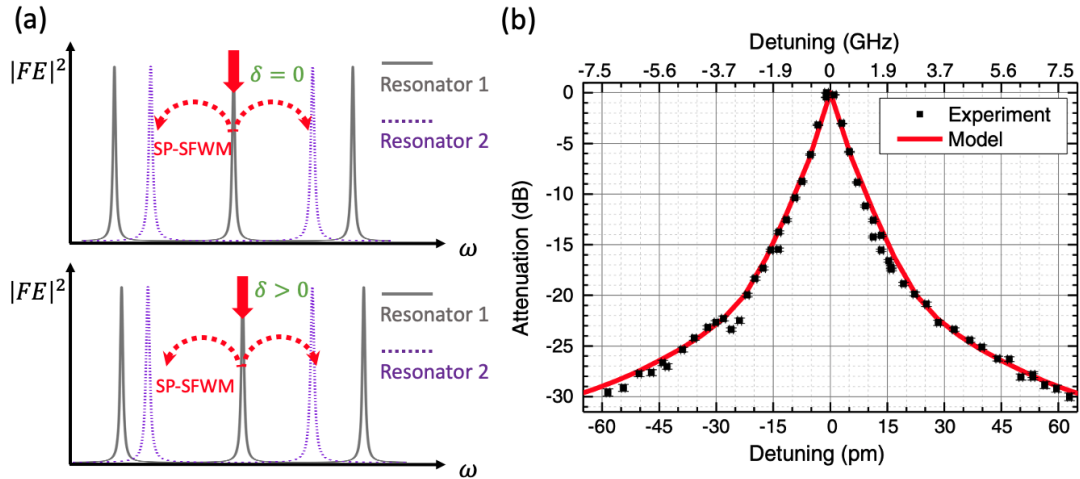 (a)
|FE|²
δ = 0
Resonator 1
SP-SFWM
Resonator 2
ω
|FE|²
δ > 0
Resonator 1
SP-SFWM
Resonator 2
ω
(b)
Detuning (GHz)
-7.5 -5.6 -3.7 -1.9 0 1.9 3.7 5.6 7.5
0
-5
-10
-15
-20
-25
-30
Attenuation (dB)
Experiment
Model
-60 -45 -30 -15 0 15 30 45 60
Detuning (pm)